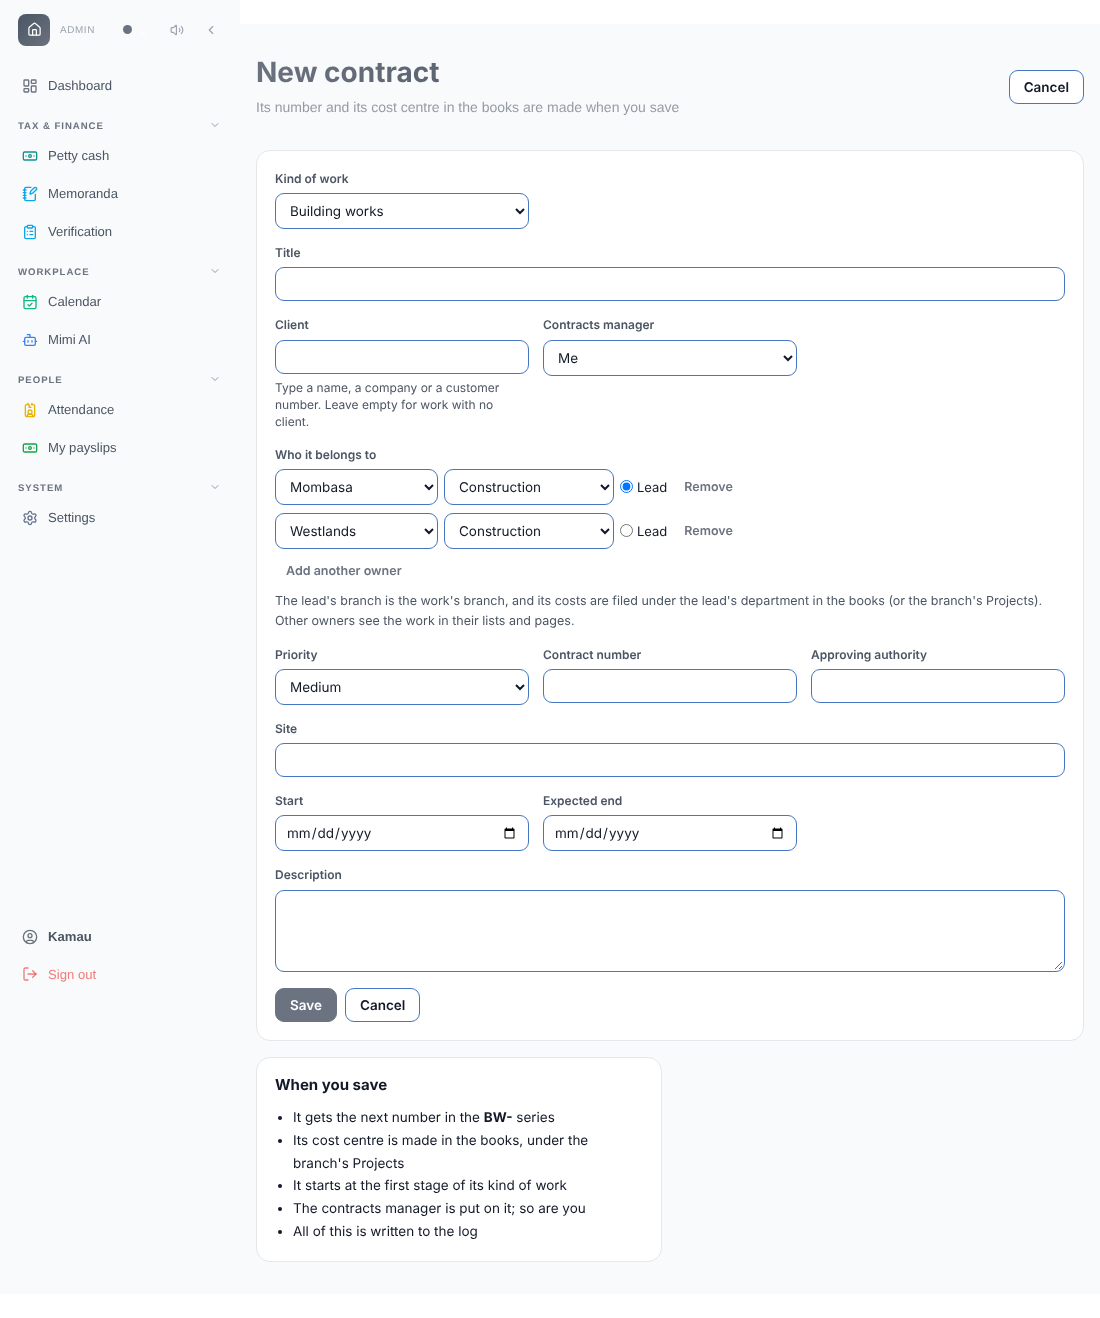 ADMIN
Dashboard
TAX & FINANCE
Petty cash
Memoranda
Verification
WORKPLACE
Calendar
Mimi AI
PEOPLE
Attendance
My payslips
SYSTEM
Settings
Kamau
Sign out
New contract
Its number and its cost centre in the books are made when you save
Cancel
Kind of work
Building works
Title
Client
Contracts manager
Me
Type a name, a company or a customer
number. Leave empty for work with no
client.
Who it belongs to
Mombasa Construction Lead Remove
Westlands Construction Lead Remove
Add another owner
The lead's branch is the work's branch, and its costs are filed under the lead's department in the books (or the branch's Projects).
Other owners see the work in their lists and pages.
Priority Contract number Approving authority
Medium
Site
Start Expected end
mm/dd/yyyy mm/dd/yyyy
Description
Save Cancel
When you save
• It gets the next number in the BW- series
• Its cost centre is made in the books, under the
branch's Projects
• It starts at the first stage of its kind of work
• The contracts manager is put on it; so are you
• All of this is written to the log